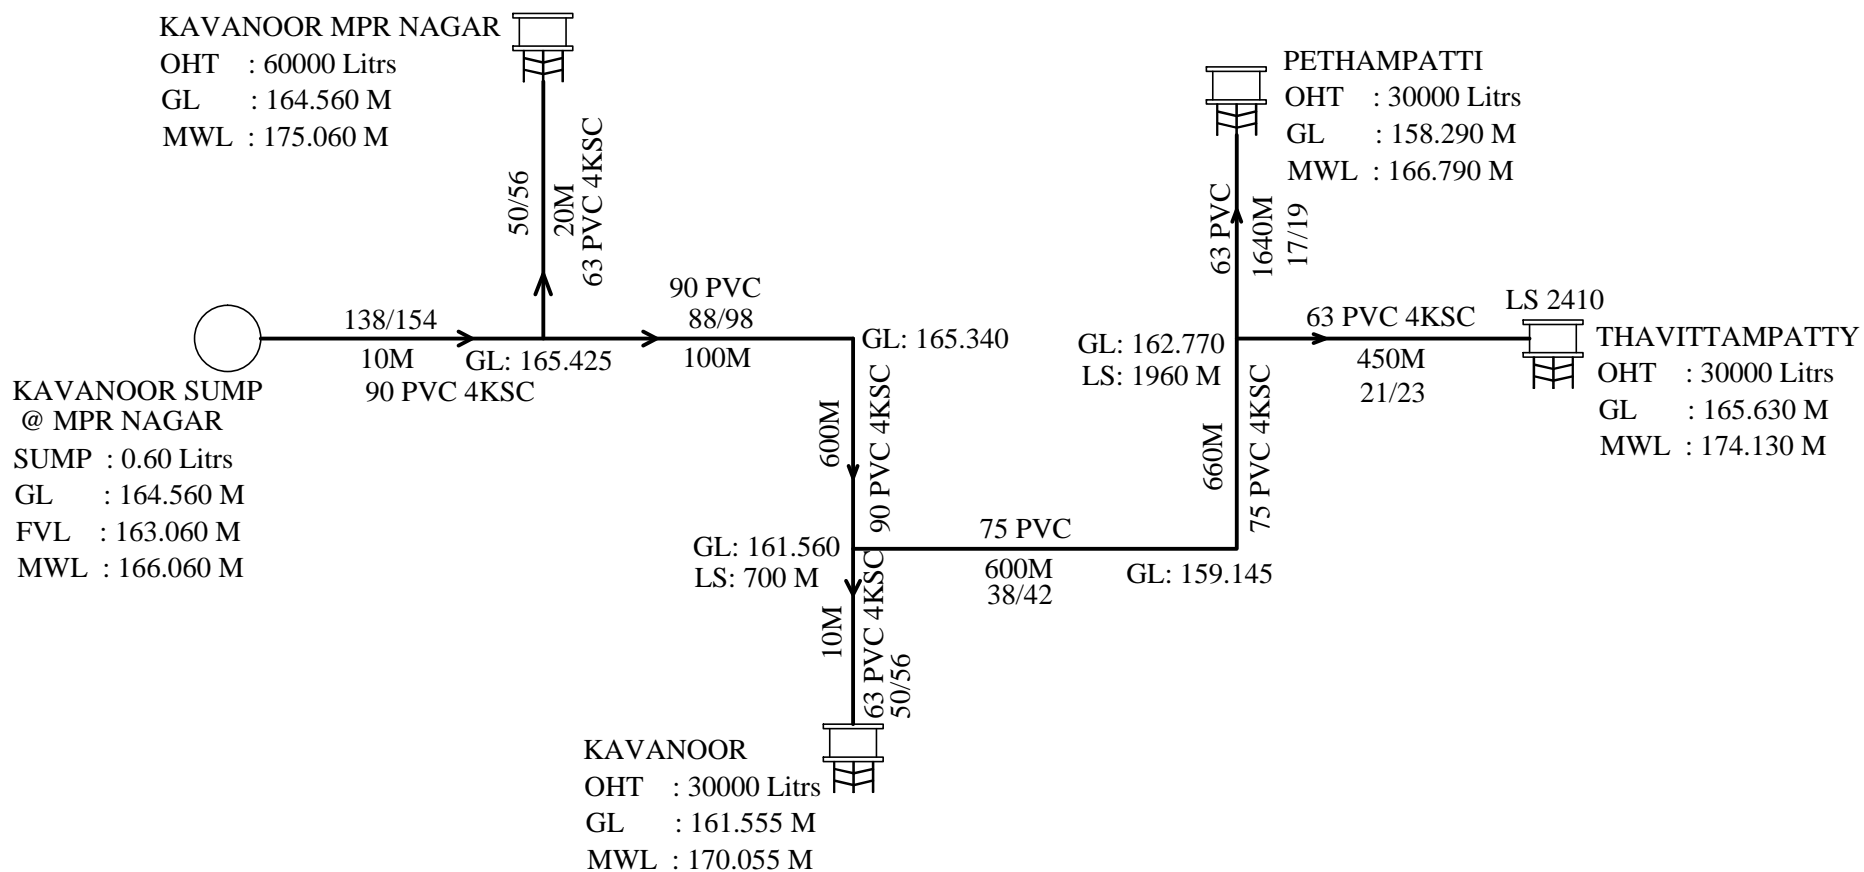 KAVANOOR MPR NAGAR
OHT : 60000 Litrs
GL : 164.560 M
MWL : 175.060 M
50/56
20M
63 PVC 4KSC
PETHAMPATTI
OHT : 30000 Litrs
GL : 158.290 M
MWL : 166.790 M
63 PVC
1640M
17/19
138/154
10M
90 PVC 4KSC
GL: 165.425
90 PVC
88/98
100M
GL: 165.340
KAVANOOR SUMP
@ MPR NAGAR
SUMP : 0.60 Litrs
GL : 164.560 M
FVL : 163.060 M
MWL : 166.060 M
600M
90 PVC 4KSC
GL: 162.770
LS: 1960 M
63 PVC 4KSC
450M
21/23
LS 2410
THAVITTAMPATTY
OHT : 30000 Litrs
GL : 165.630 M
MWL : 174.130 M
660M
75 PVC 4KSC
GL: 161.560
LS: 700 M
75 PVC
600M
38/42
GL: 159.145
10M
63 PVC 4KSC
50/56
KAVANOOR
OHT : 30000 Litrs
GL : 161.555 M
MWL : 170.055 M